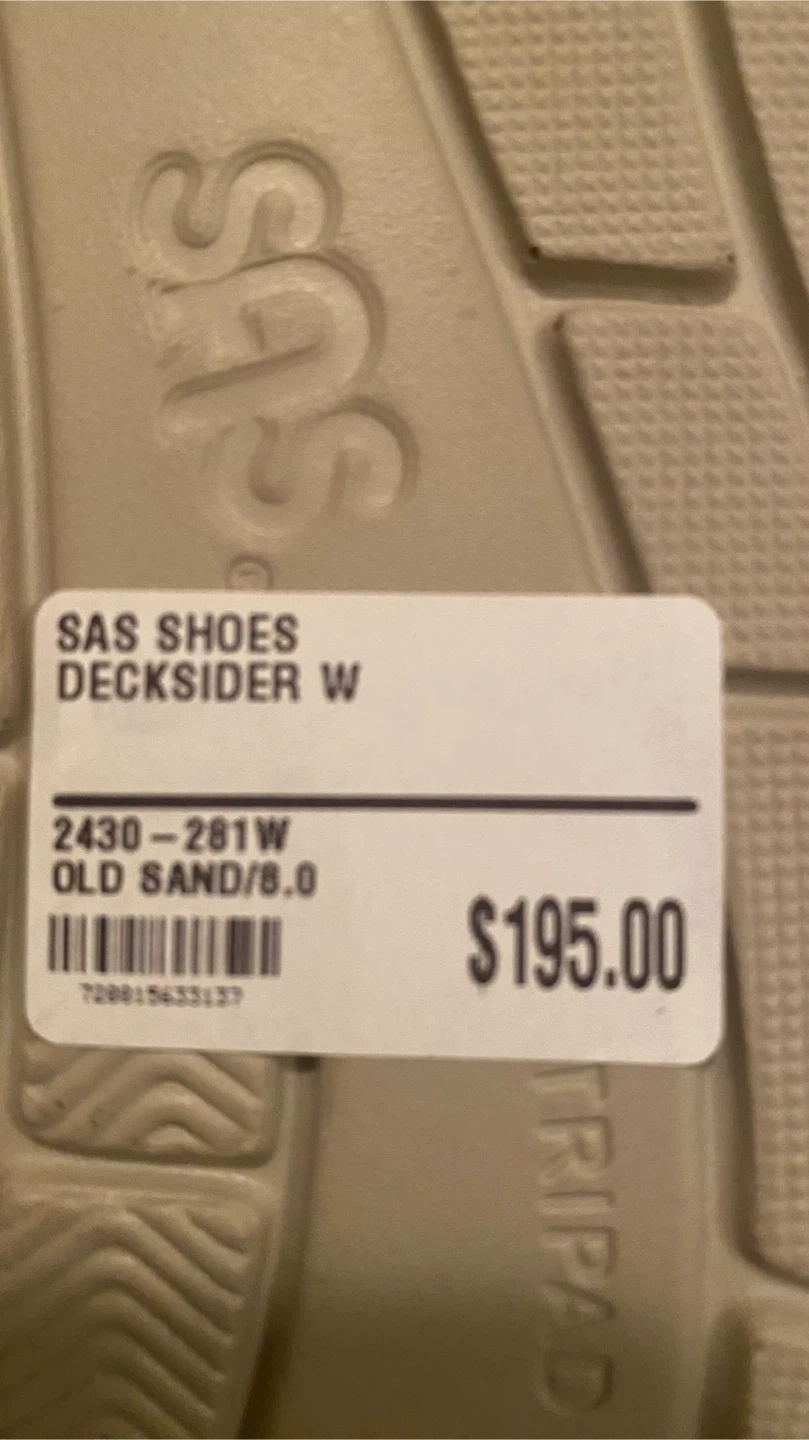 SAS
©
SAS SHOES
DECKSIDER W
2430-281W
OLD SAND/8.0
$195.00
TRIPAD